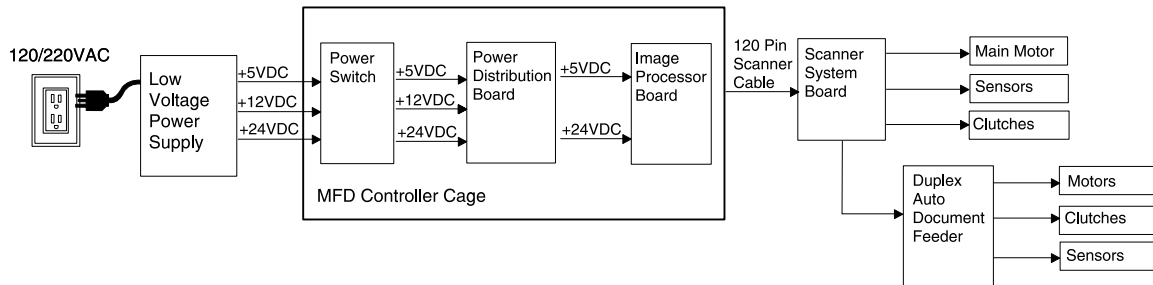 120/220VAC
Low
Voltage
Power
Supply
+5VDC
+12VDC
+24VDC
Power
Switch
+5VDC
+12VDC
+24VDC
Power
Distribution
Board
+5VDC
+24VDC
Image
Processor
Board
MFD Controller Cage
120 Pin
Scanner
Cable
Scanner
System
Board
Main Motor
Sensors
Clutches
Duplex
Auto
Document
Feeder
Motors
Clutches
Sensors